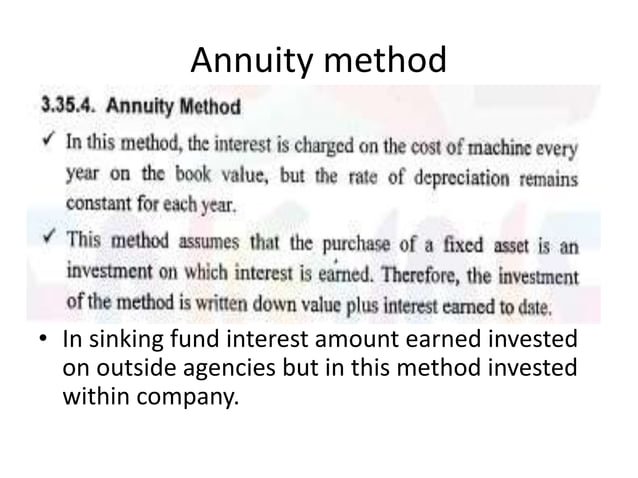 Annuity method
3.35.4. Annuity Method
✓ In this method, the interest is charged on the cost of machine every
year on the book value, but the rate of depreciation remains
constant for each year.
✓ This method assumes that the purchase of a fixed asset is an
investment on which interest is earned. Therefore, the investment
of the method is written down value plus interest earned to date.
• In sinking fund interest amount earned invested
on outside agencies but in this method invested
within company.